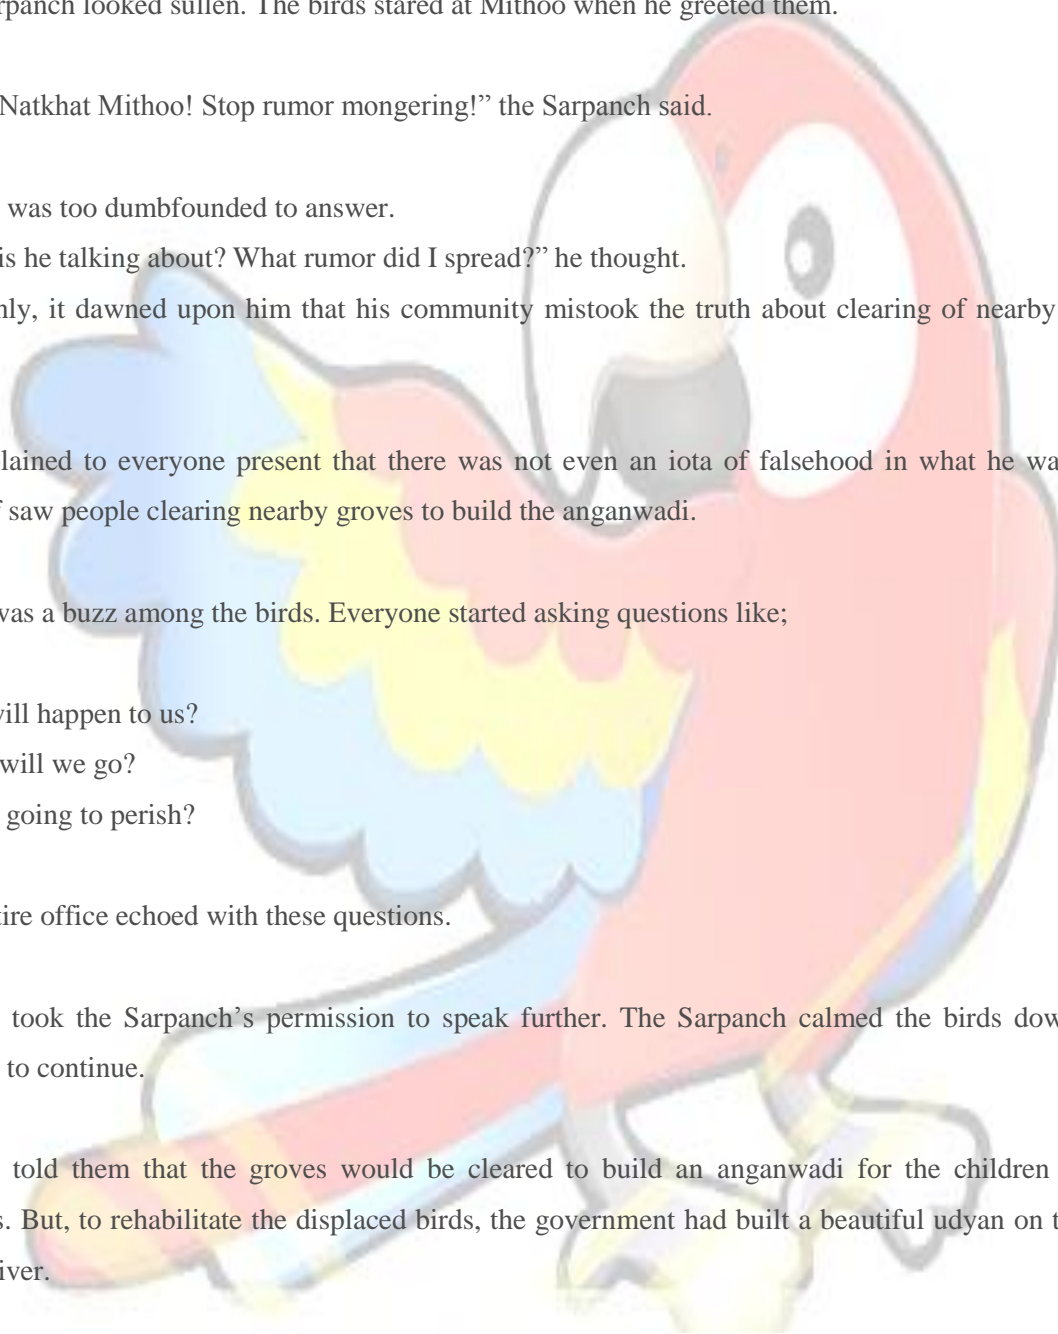 rpanch looked sullen. The birds stared at Mithoo when he greeted them.
Natkhat Mithoo! Stop rumor mongering!” the Sarpanch said.
was too dumbfounded to answer.
is he talking about? What rumor did I spread?” he thought.
nly, it dawned upon him that his community mistook the truth about clearing of nearby
lained to everyone present that there was not even an iota of falsehood in what he wa
f saw people clearing nearby groves to build the anganwadi.
was a buzz among the birds. Everyone started asking questions like;
will happen to us?
will we go?
going to perish?
tire office echoed with these questions.
took the Sarpanch’s permission to speak further. The Sarpanch calmed the birds dow
to continue.
told them that the groves would be cleared to build an anganwadi for the children
s. But, to rehabilitate the displaced birds, the government had built a beautiful udyan on t
iver.